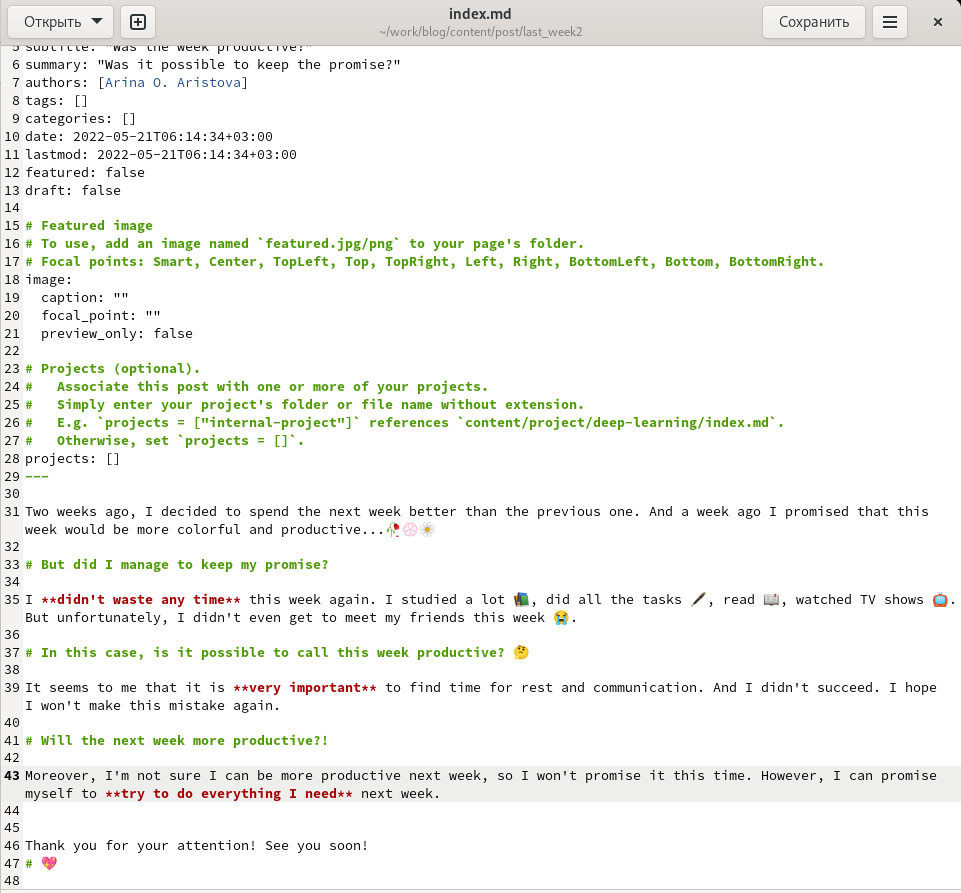 Открыть
index.md
~/work/blog/content/post/last_week2
Сохранить
5 subtitle: "Was the week productive?"
6 summary: "Was it possible to keep the promise?"
7 authors: [Arina O. Aristova]
8 tags: []
9 categories: []
10 date: 2022-05-21T06:14:34+03:00
11 lastmod: 2022-05-21T06:14:34+03:00
12 featured: false
13 draft: false
14
15 # Featured image
16 # To use, add an image named `featured.jpg/png` to your page's folder.
17 # Focal points: Smart, Center, TopLeft, Top, TopRight, Left, Right, BottomLeft, Bottom, BottomRight.
18 image:
19   caption: ""
20   focal_point: ""
21   preview_only: false
22
23 # Projects (optional).
24 #   Associate this post with one or more of your projects.
25 #   Simply enter your project's folder or file name without extension.
26 #   E.g. `projects = ["internal-project"]` references `content/project/deep-learning/index.md`.
27 #   Otherwise, set `projects = []`.
28 projects: []
29 ---
30
31 Two weeks ago, I decided to spend the next week better than the previous one. And a week ago I promised that this
week would be more colorful and productive...🥀💮🌼
32
33 # But did I manage to keep my promise?
34
35 I **didn't waste any time** this week again. I studied a lot 📚, did all the tasks 🖋, read 📖, watched TV shows 📺.
But unfortunately, I didn't even get to meet my friends this week 😭.
36
37 # In this case, is it possible to call this week productive? 🤔
38
39 It seems to me that it is **very important** to find time for rest and communication. And I didn't succeed. I hope
I won't make this mistake again.
40
41 # Will the next week more productive?!
42
43 Moreover, I'm not sure I can be more productive next week, so I won't promise it this time. However, I can promise
myself to **try to do everything I need** next week.
44
45
46 Thank you for your attention! See you soon!
47 # 💖
48